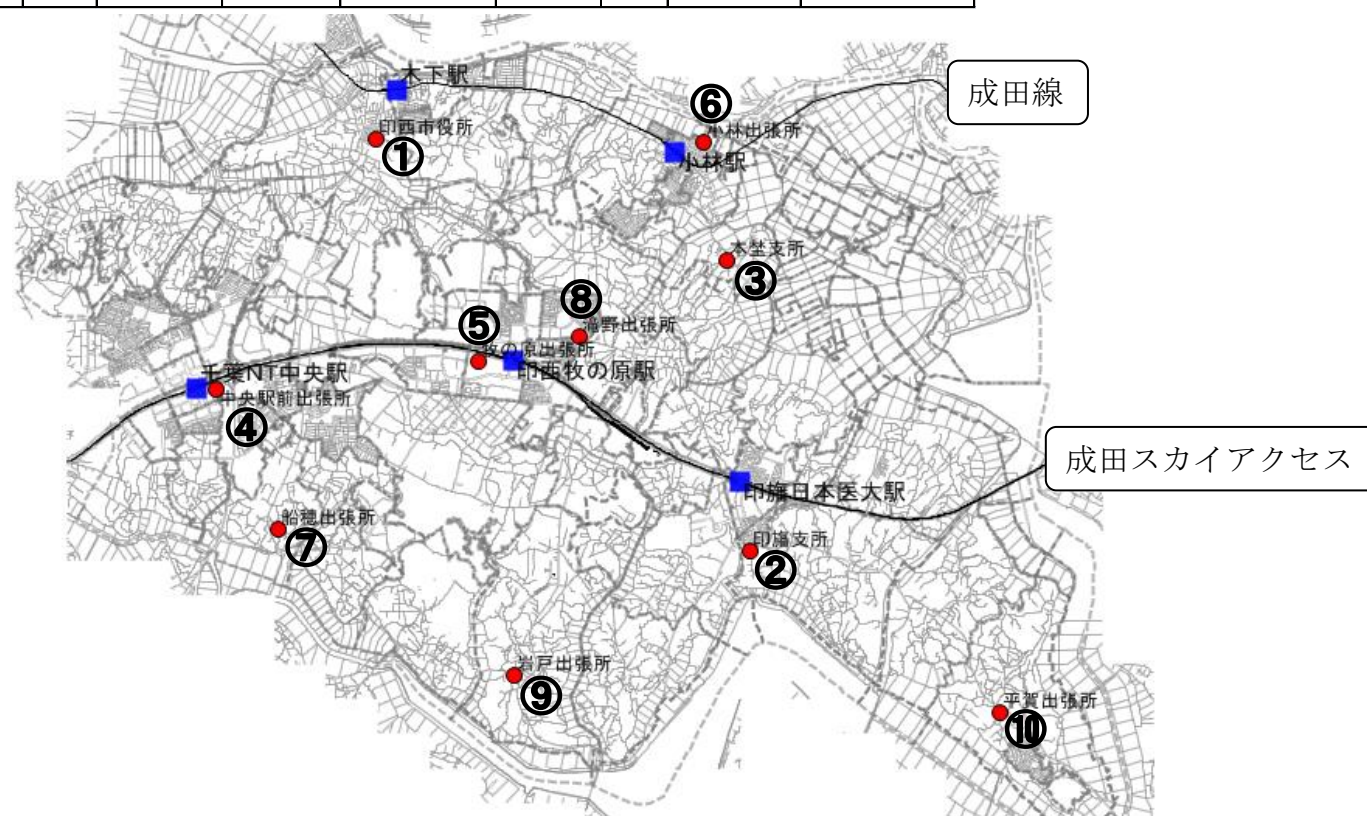 木下駅
成田線
⑥
印西市役所
①
小林出張所
小林駅
本埜支所
③
⑧
滝野出張所
⑤
牧の原出張所
印西牧の原駅
千葉NT中央駅
中央駅前出張所
④
成田スカイアクセス
印旛日本医大駅
船穂出張所
⑦
印旛支所
②
岩戸出張所
⑨
平賀出張所
⑩